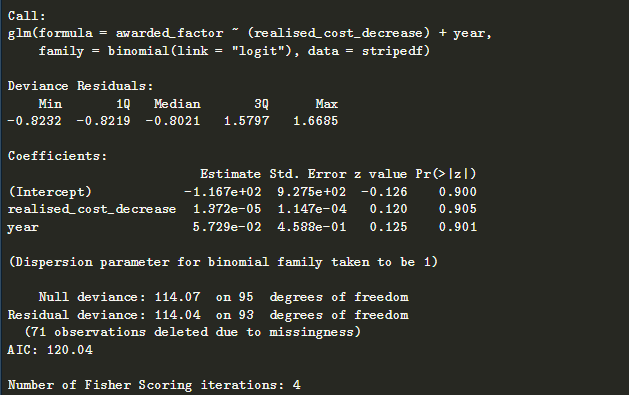 Call:
glm(formula = awarded_factor ~ (realised_cost_decrease) + year,
    family = binomial(link = "logit"), data = stripedf)

Deviance Residuals:
    Min       1Q   Median       3Q      Max
-0.8232  -0.8219  -0.8021   1.5797   1.6685

Coefficients:
                         Estimate Std. Error z value Pr(>|z|)
(Intercept)            -1.167e+02  9.275e+02  -0.126    0.900
realised_cost_decrease  1.372e-05  1.147e-04   0.120    0.905
year                    5.729e-02  4.588e-01   0.125    0.901

(Dispersion parameter for binomial family taken to be 1)

    Null deviance: 114.07  on 95  degrees of freedom
Residual deviance: 114.04  on 93  degrees of freedom
  (71 observations deleted due to missingness)
AIC: 120.04

Number of Fisher Scoring iterations: 4